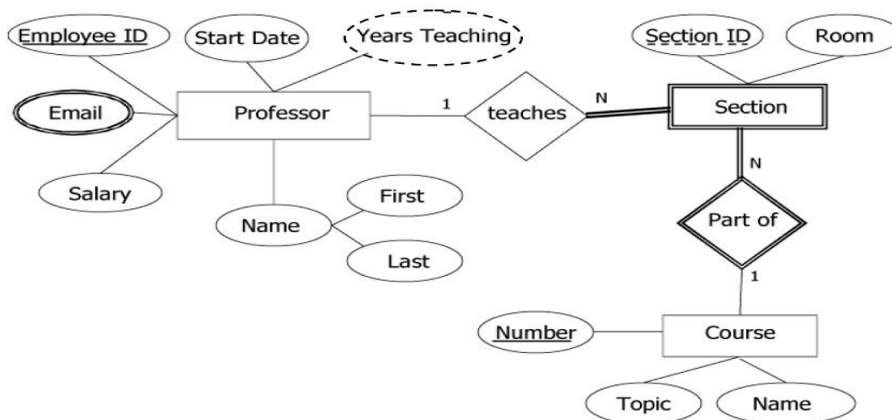 Employee ID
Start Date
Years Teaching
Section ID
Room
Email
Professor
1
teaches
N
Section
Salary
Name
First
Last
N
Part of
1
Number
Course
Topic
Name